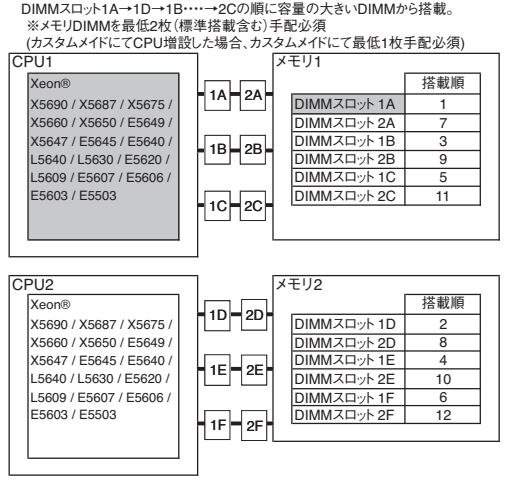 DIMMスロット1A→1D→1B‥‥→2Cの順に容量の大きいDIMMから搭載。
※メモリDIMMを最低2枚(標準搭載含む)手配必須
(カスタムメイドにてCPU増設した場合、カスタムメイドにて最低1枚手配必須)
CPU1
Xeon®
X5690 / X5687 / X5675 /
X5660 / X5650 / E5649 /
X5647 / E5645 / E5640 /
L5640 / L5630 / E5620 /
L5609 / E5607 / E5606 /
E5603 / E5503
1A 2A
1B 2B
1C 2C
メモリ1
搭載順
DIMMスロット 1A 1
DIMMスロット 2A 7
DIMMスロット 1B 3
DIMMスロット 2B 9
DIMMスロット 1C 5
DIMMスロット 2C 11
CPU2
Xeon®
X5690 / X5687 / X5675 /
X5660 / X5650 / E5649 /
X5647 / E5645 / E5640 /
L5640 / L5630 / E5620 /
L5609 / E5607 / E5606 /
E5603 / E5503
1D 2D
1E 2E
1F 2F
メモリ2
搭載順
DIMMスロット 1D 2
DIMMスロット 2D 8
DIMMスロット 1E 4
DIMMスロット 2E 10
DIMMスロット 1F 6
DIMMスロット 2F 12